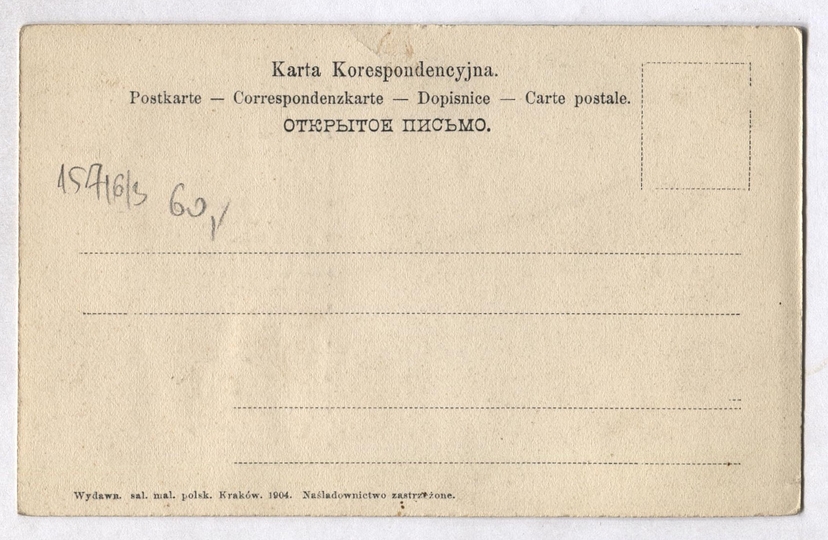 Karta Korespondencyjna.
Postkarte — Correspondenzkarte — Dopisnice — Carte postale.
ОТКРЫТОЕ ПИСЬМО.
157/6/3 60,
Wydawn. sal. mal. polsk. Kraków. 1904. Naśladownictwo zastrzeżone.